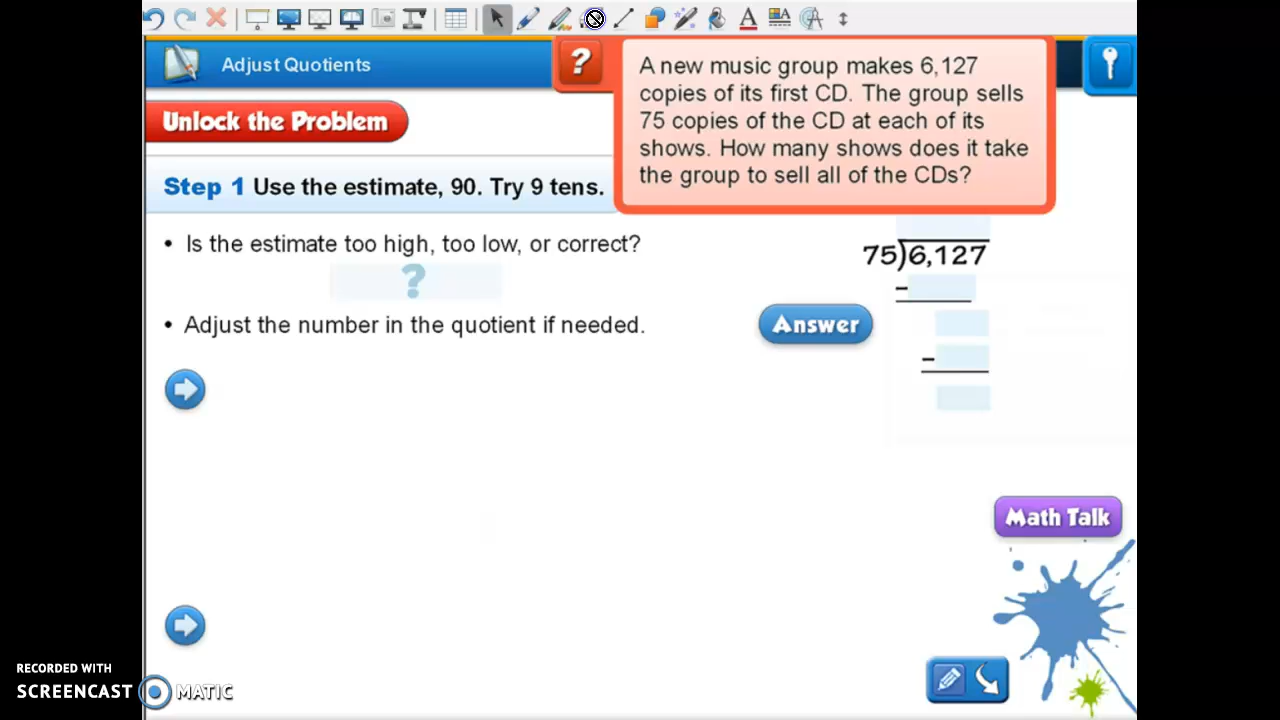 Adjust Quotients
?
A new music group makes 6,127
copies of its first CD. The group sells
75 copies of the CD at each of its
shows. How many shows does it take
the group to sell all of the CDs?
Unlock the Problem
Step 1 Use the estimate, 90. Try 9 tens.
• Is the estimate too high, too low, or correct?
?
• Adjust the number in the quotient if needed.
75)6,127
−
Answer
−
Math Talk
RECORDED WITH
SCREENCAST MATIC